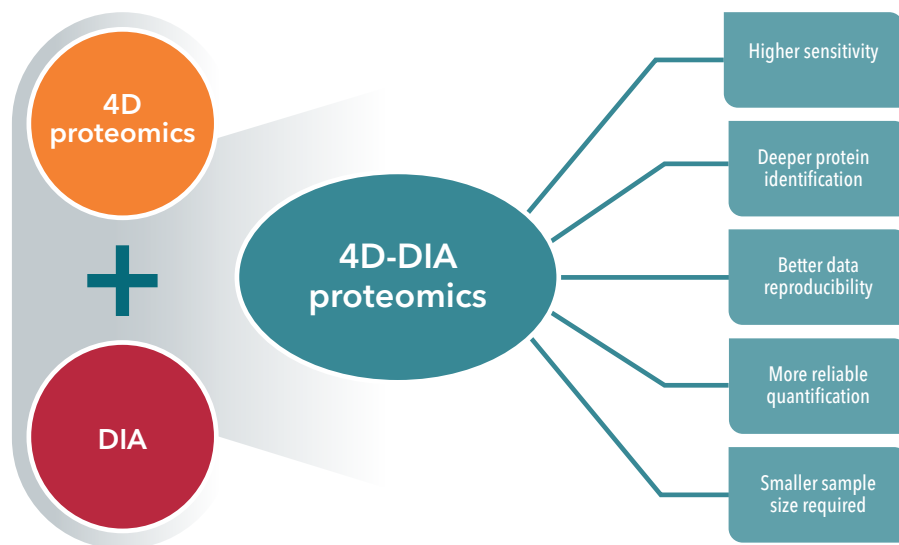 4D
proteomics
+
DIA
4D-DIA
proteomics
Higher sensitivity
Deeper protein
identification
Better data
reproducibility
More reliable
quantification
Smaller sample
size required